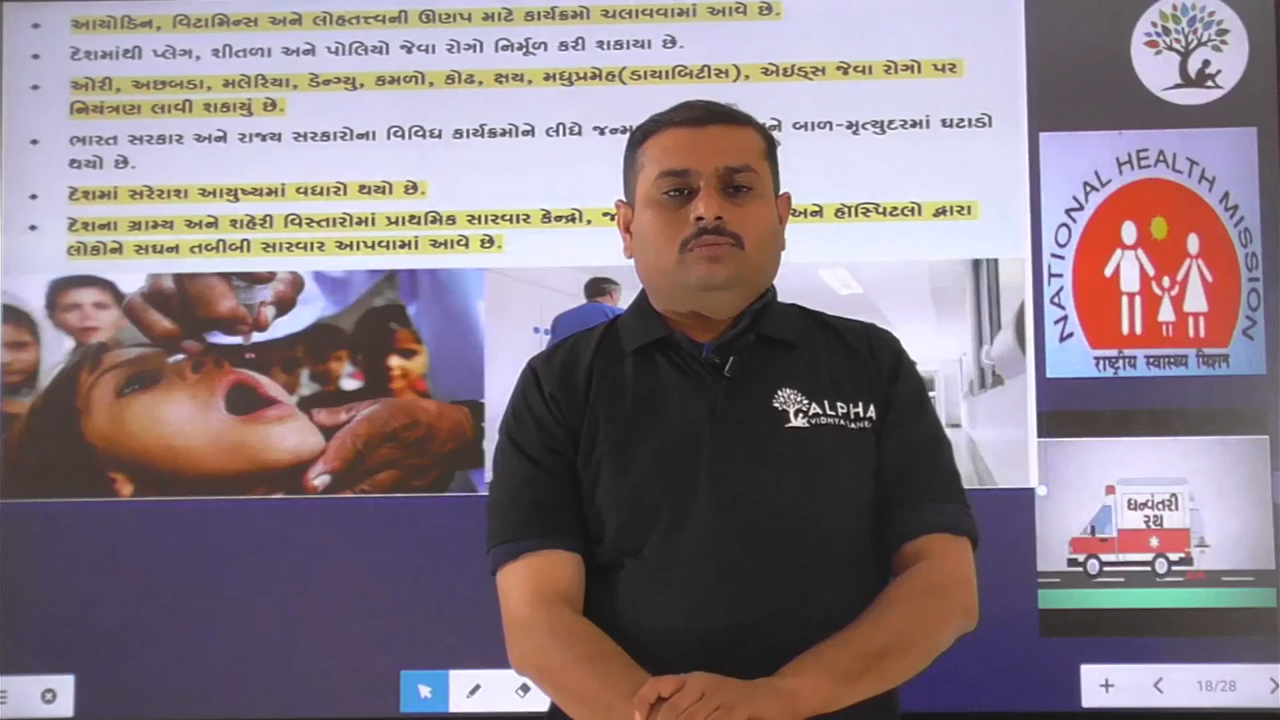 આયોડિન, વિટામિન્સ અને લોહતત્ત્વની ઊણપ માટે કાર્યક્રમો ચલાવવામાં આવે છે.
દેશમાંથી પ્લેગ, શીતળા અને પોલિયો જેવા રોગો નિર્મૂળ કરી શકાયા છે.
ઓરી, અછબડા, મલેરિયા, ડેન્ગ્યુ, કમળો, કોઢ, ક્ષય, મધુપ્રમેહ(ડાયાબિટીસ), એઈડ્સ જેવા રોગો પર
નિયંત્રણ લાવી શકાયું છે.
ભારત સરકાર અને રાજ્ય સરકારોના વિવિધ કાર્યક્રમોને લીધે બાળ-મૃત્યુદરમાં ઘટાડો
થયો છે.
દેશમાં સરેરાશ આયુષ્યમાં વધારો થયો છે.
દેશના ગ્રામ્ય અને શહેરી વિસ્તારોમાં પ્રાથમિક સારવાર કેન્દ્રો, અને હૉસ્પિટલો દ્વારા
લોકોને સઘન તબીબી સારવાર આપવામાં આવે છે.
NATIONAL HEALTH MISSION
राष्ट्रीय स्वास्थ्य मिशन
ધન્વંતરી
રથ
ALPHA
18/28